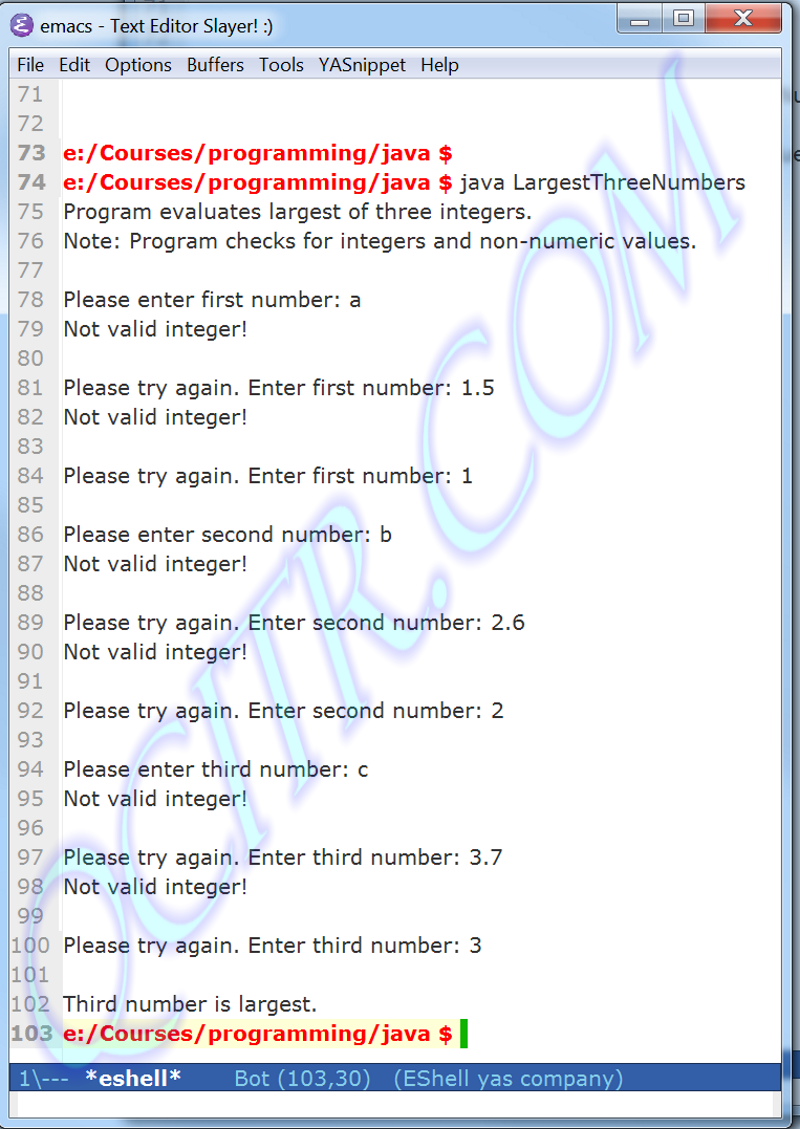 emacs - Text Editor Slayer! :)
File Edit Options Buffers Tools YASnippet Help
71
72
73 e:/Courses/programming/java $
74 e:/Courses/programming/java $ java LargestThreeNumbers
75 Program evaluates largest of three integers.
76 Note: Program checks for integers and non-numeric values.
77
78 Please enter first number: a
79 Not valid integer!
80
81 Please try again. Enter first number: 1.5
82 Not valid integer!
83
84 Please try again. Enter first number: 1
85
86 Please enter second number: b
87 Not valid integer!
88
89 Please try again. Enter second number: 2.6
90 Not valid integer!
91
92 Please try again. Enter second number: 2
93
94 Please enter third number: c
95 Not valid integer!
96
97 Please try again. Enter third number: 3.7
98 Not valid integer!
99
100 Please try again. Enter third number: 3
101
102 Third number is largest.
103 e:/Courses/programming/java $
1\--- *eshell* Bot (103,30) (EShell yas company)
QCITR.COM